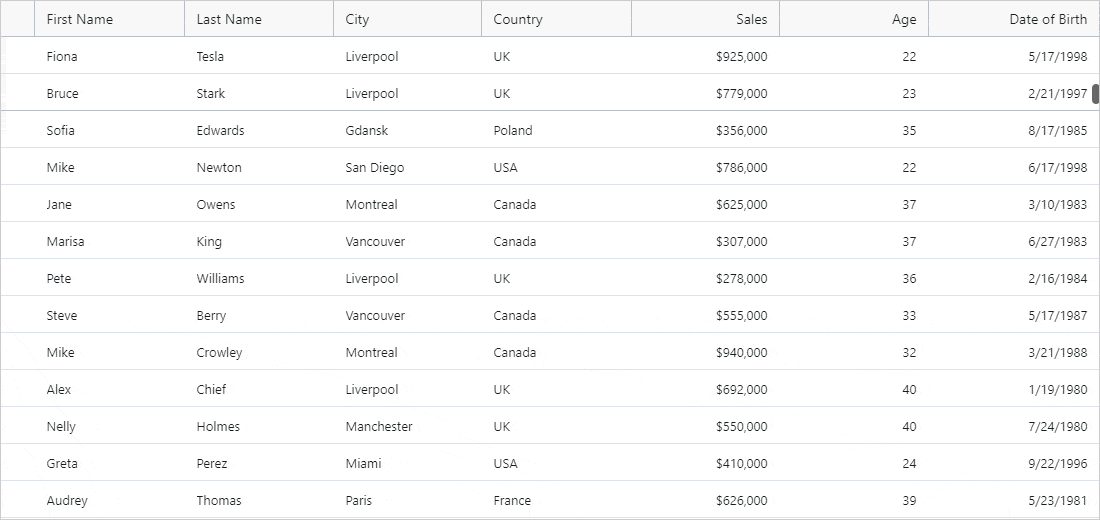 First Name Last Name City Country Sales Age Date of Birth
Fiona Tesla Liverpool UK $925,000 22 5/17/1998
Bruce Stark Liverpool UK $779,000 23 2/21/1997
Sofia Edwards Gdansk Poland $356,000 35 8/17/1985
Mike Newton San Diego USA $786,000 22 6/17/1998
Jane Owens Montreal Canada $625,000 37 3/10/1983
Marisa King Vancouver Canada $307,000 37 6/27/1983
Pete Williams Liverpool UK $278,000 36 2/16/1984
Steve Berry Vancouver Canada $555,000 33 5/17/1987
Mike Crowley Montreal Canada $940,000 32 3/21/1988
Alex Chief Liverpool UK $692,000 40 1/19/1980
Nelly Holmes Manchester UK $550,000 40 7/24/1980
Greta Perez Miami USA $410,000 24 9/22/1996
Audrey Thomas Paris France $626,000 39 5/23/1981